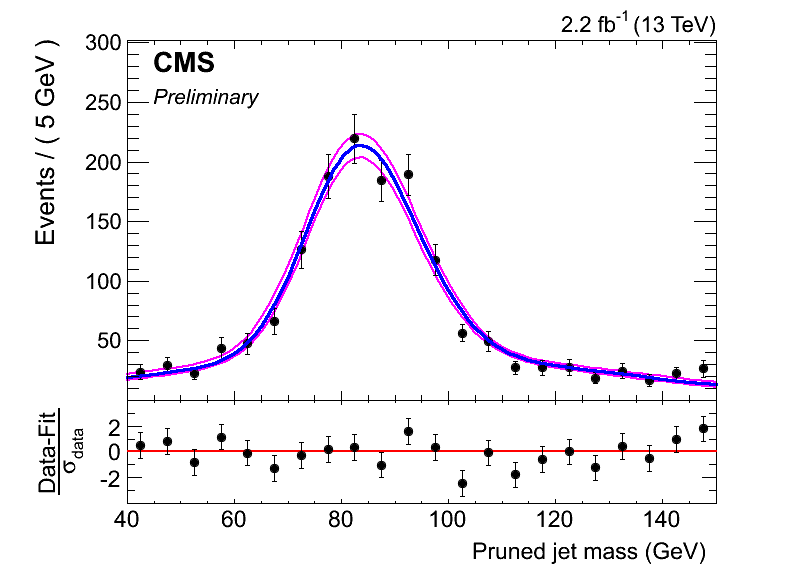 2.2 fb-1 (13 TeV)
CMS
Preliminary
Events / ( 5 GeV )
300
250
200
150
100
50
Data-Fit
σdata
2
0
-2
40 60 80 100 120 140
Pruned jet mass (GeV)